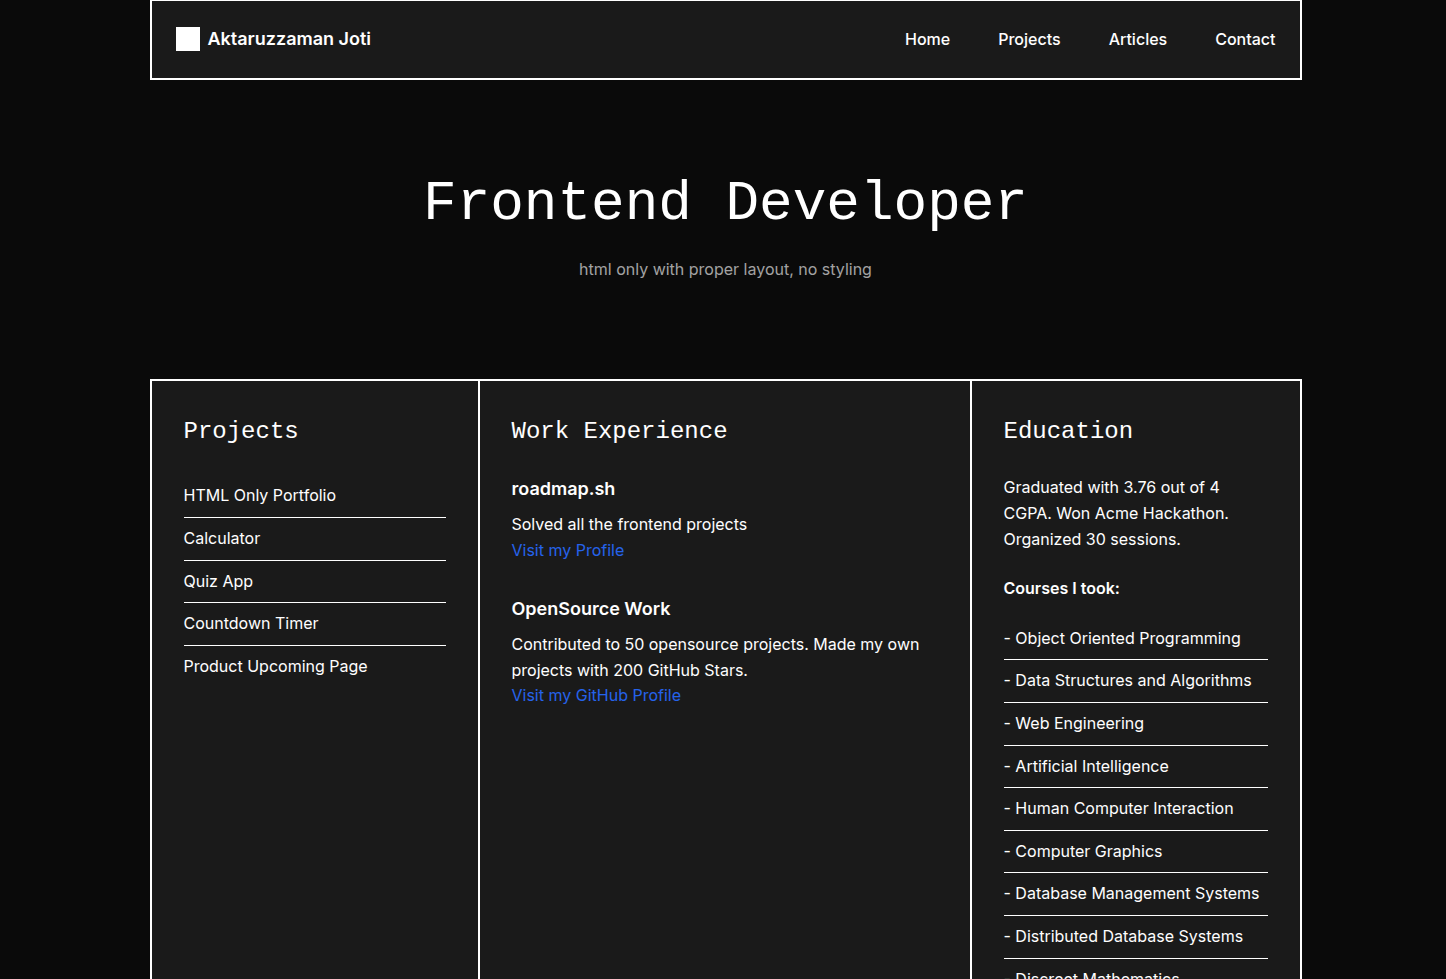 Aktaruzzaman Joti
Home
Projects
Articles
Contact
Frontend Developer
html only with proper layout, no styling
Projects
HTML Only Portfolio
Calculator
Quiz App
Countdown Timer
Product Upcoming Page
Work Experience
roadmap.sh
Solved all the frontend projects
Visit my Profile
OpenSource Work
Contributed to 50 opensource projects. Made my own
projects with 200 GitHub Stars.
Visit my GitHub Profile
Education
Graduated with 3.76 out of 4
CGPA. Won Acme Hackathon.
Organized 30 sessions.
Courses I took:
- Object Oriented Programming
- Data Structures and Algorithms
- Web Engineering
- Artificial Intelligence
- Human Computer Interaction
- Computer Graphics
- Database Management Systems
- Distributed Database Systems
- Discreet Mathematics